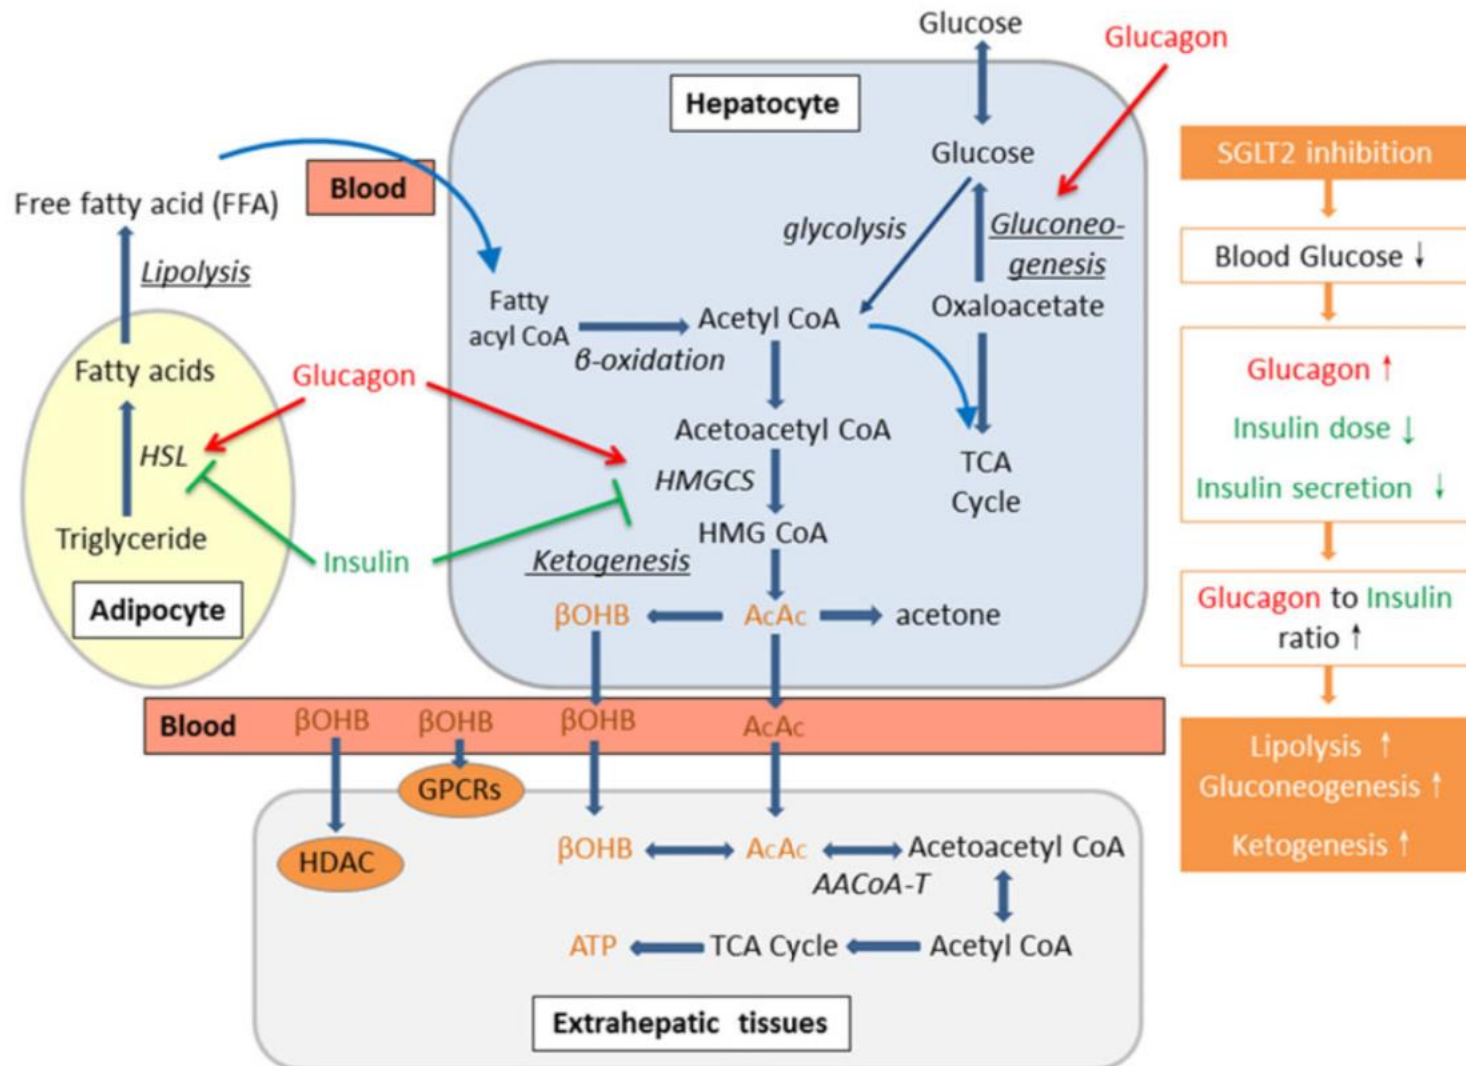 Glucose
Glucagon
Hepatocyte
Glucose
SGLT2 inhibition
Blood
Free fatty acid (FFA)
glycolysis
Gluconeo-
genesis
Blood Glucose ↓
Lipolysis
Fatty
acyl CoA
β-oxidation
Acetyl CoA
Oxaloacetate
Fatty acids
Glucagon
Glucagon ↑
Insulin dose ↓
Insulin secretion ↓
HSL
Acetoacetyl CoA
HMGCS
TCA
Cycle
Triglyceride
HMG CoA
Insulin
Ketogenesis
Adipocyte
βOHB
AcAc
acetone
Glucagon to Insulin
ratio ↑
Blood
βOHB
βOHB
βOHB
AcAc
Lipolysis ↑
Gluconeogenesis ↑
Ketogenesis ↑
GPCRs
HDAC
βOHB
AcAc
Acetoacetyl CoA
AACoA-T
ATP
TCA Cycle
Acetyl CoA
Extrahepatic tissues